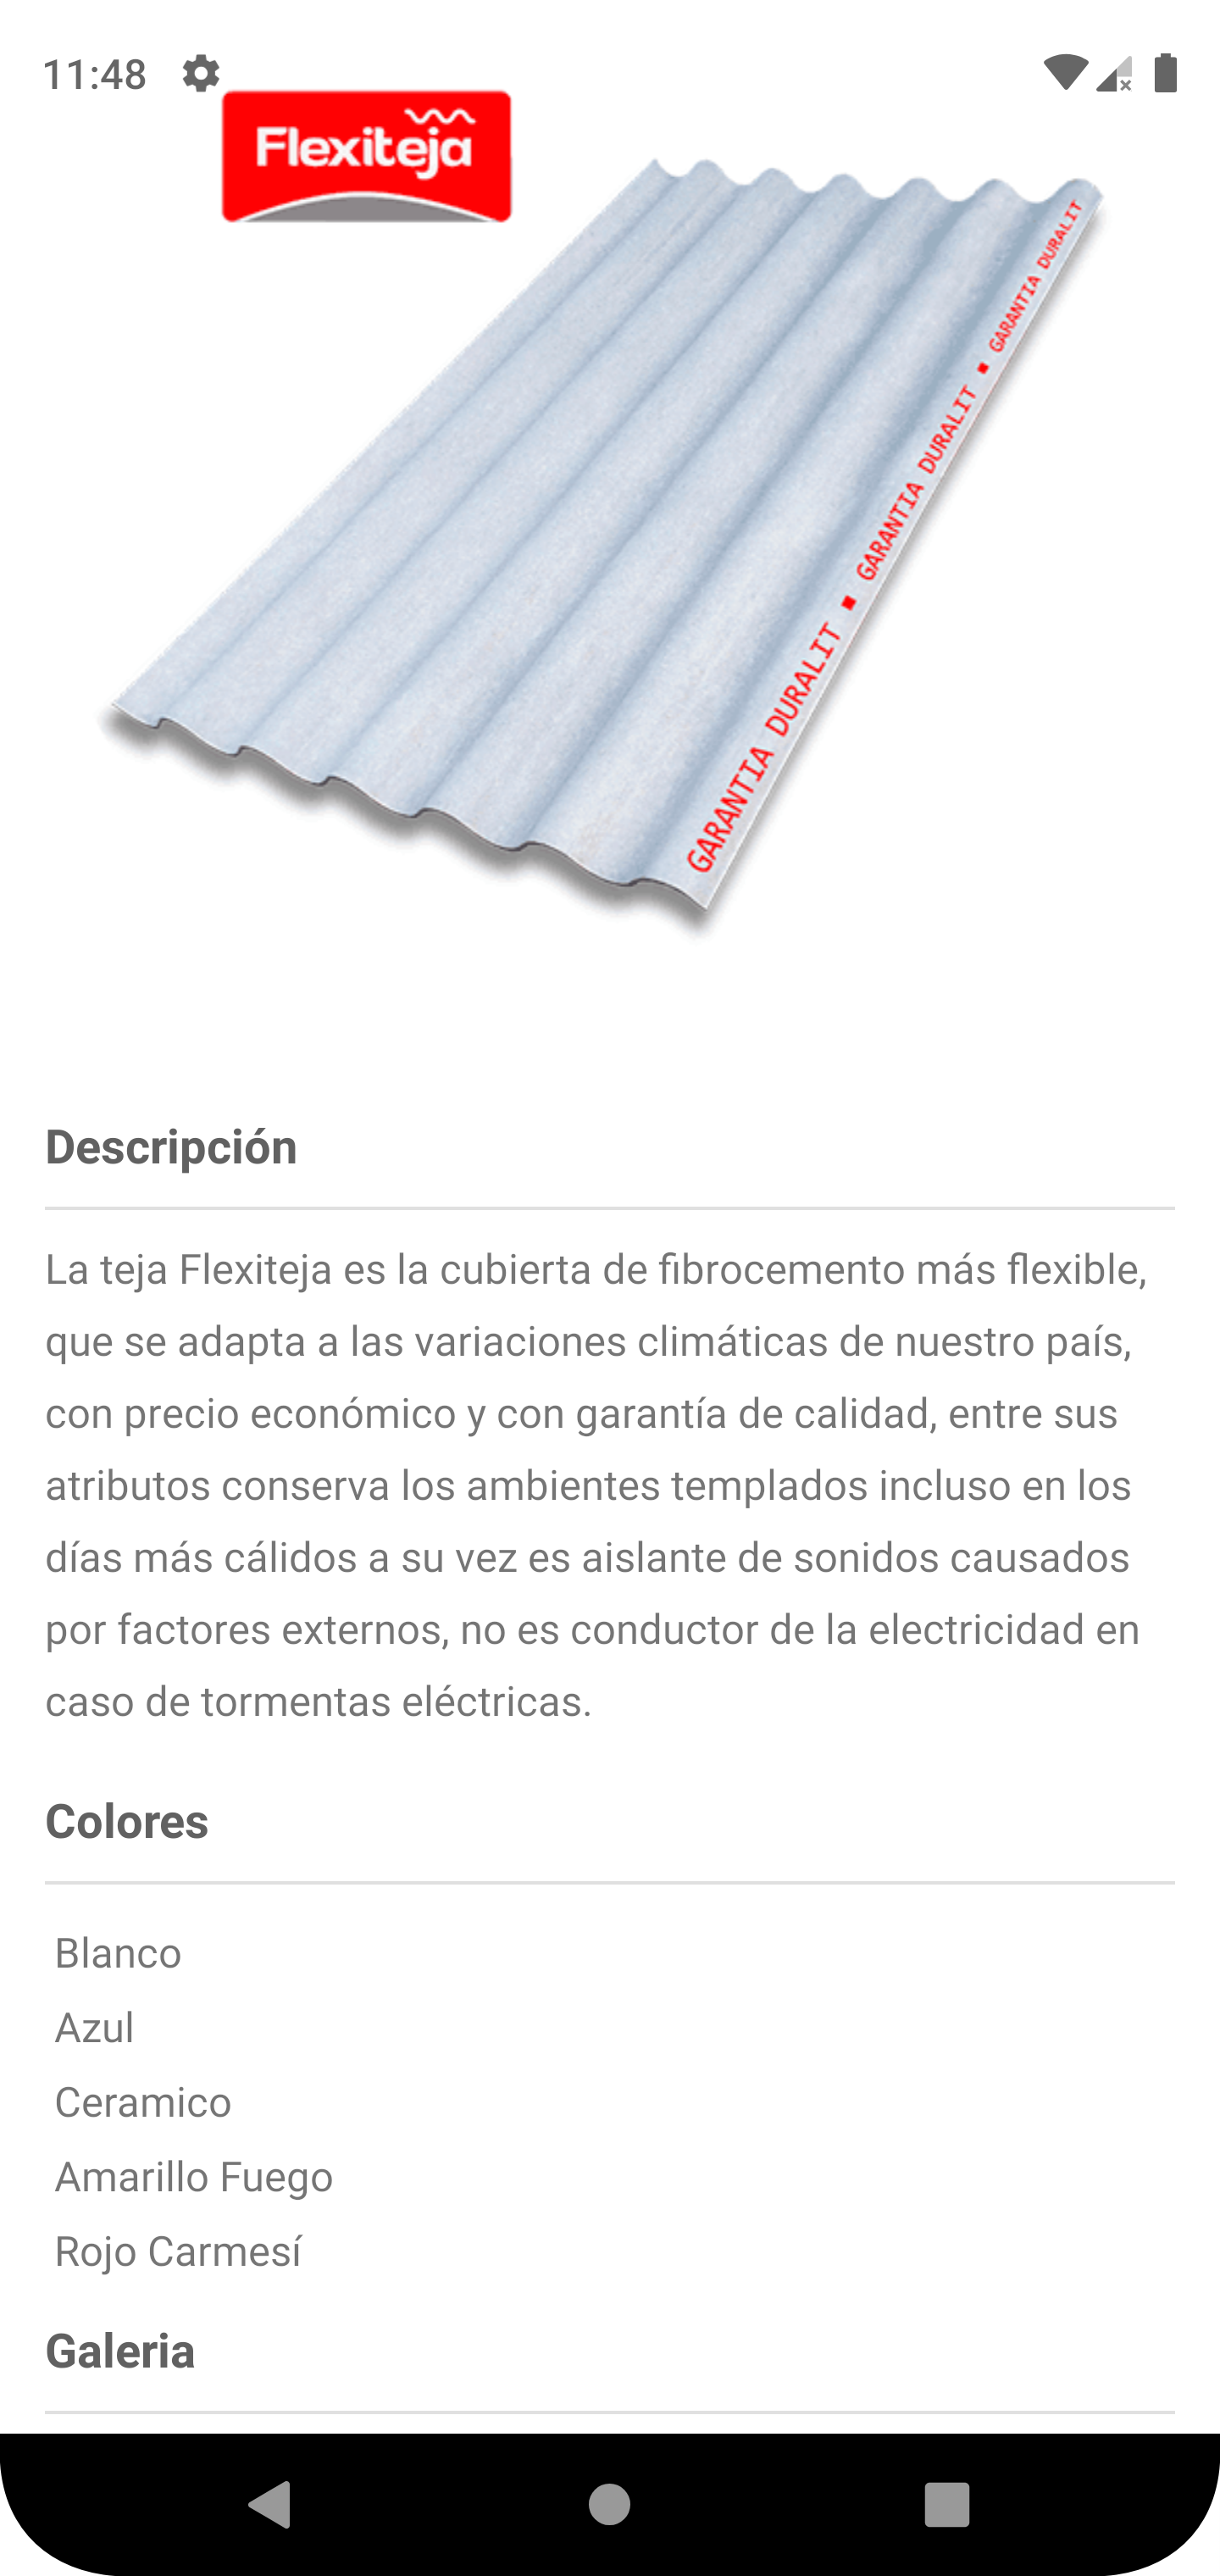 11:48
Flexiteja
GARANTIA DURALIT ▪ GARANTIA DURALIT ▪ GARANTIA DURALIT
Descripción
La teja Flexiteja es la cubierta de fibrocemento más flexible,
que se adapta a las variaciones climáticas de nuestro país,
con precio económico y con garantía de calidad, entre sus
atributos conserva los ambientes templados incluso en los
días más cálidos a su vez es aislante de sonidos causados
por factores externos, no es conductor de la electricidad en
caso de tormentas eléctricas.
Colores
Blanco
Azul
Ceramico
Amarillo Fuego
Rojo Carmesí
Galeria